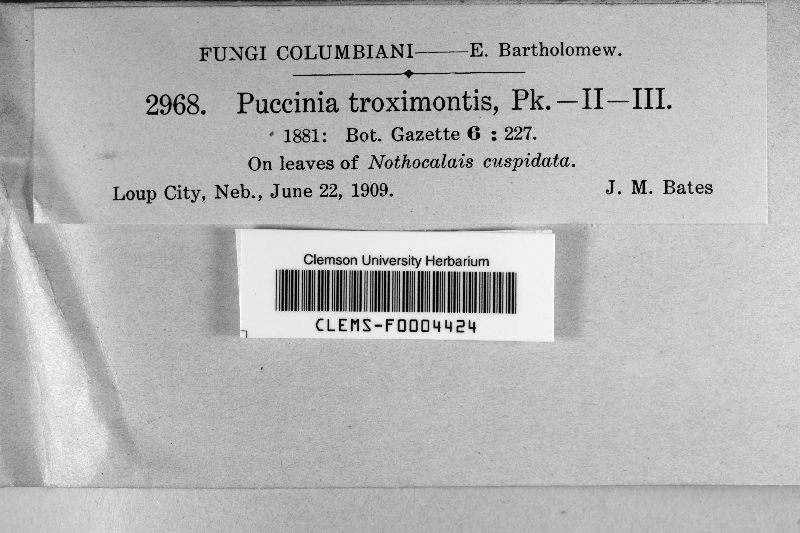 FUNGI COLUMBIANI——E. Bartholomew.
2968. Puccinia troximontis, Pk.—II—III.
1881: Bot. Gazette 6 : 227.
On leaves of Nothocalais cuspidata.
Loup City, Neb., June 22, 1909. J. M. Bates
Clemson University Herbarium
CLEMS-F0004424